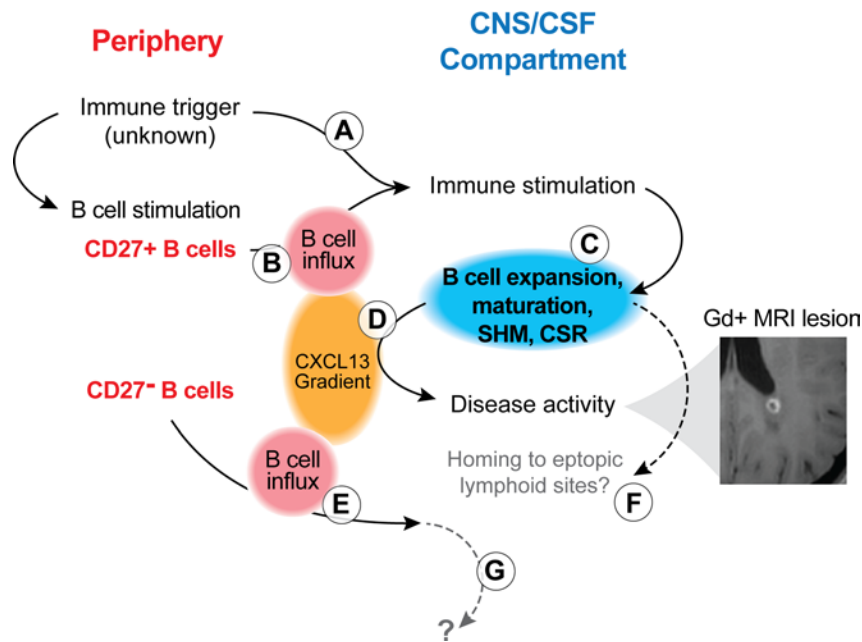 Periphery
CNS/CSF
Compartment
Immune trigger
(unknown)
A
B cell stimulation
Immune stimulation
CD27+ B cells
B
B cell
influx
C
B cell expansion,
maturation,
SHM, CSR
D
CXCL13
Gradient
Gd+ MRI lesion
CD27- B cells
Disease activity
B cell
influx
E
Homing to eptopic
lymphoid sites?
F
G
?